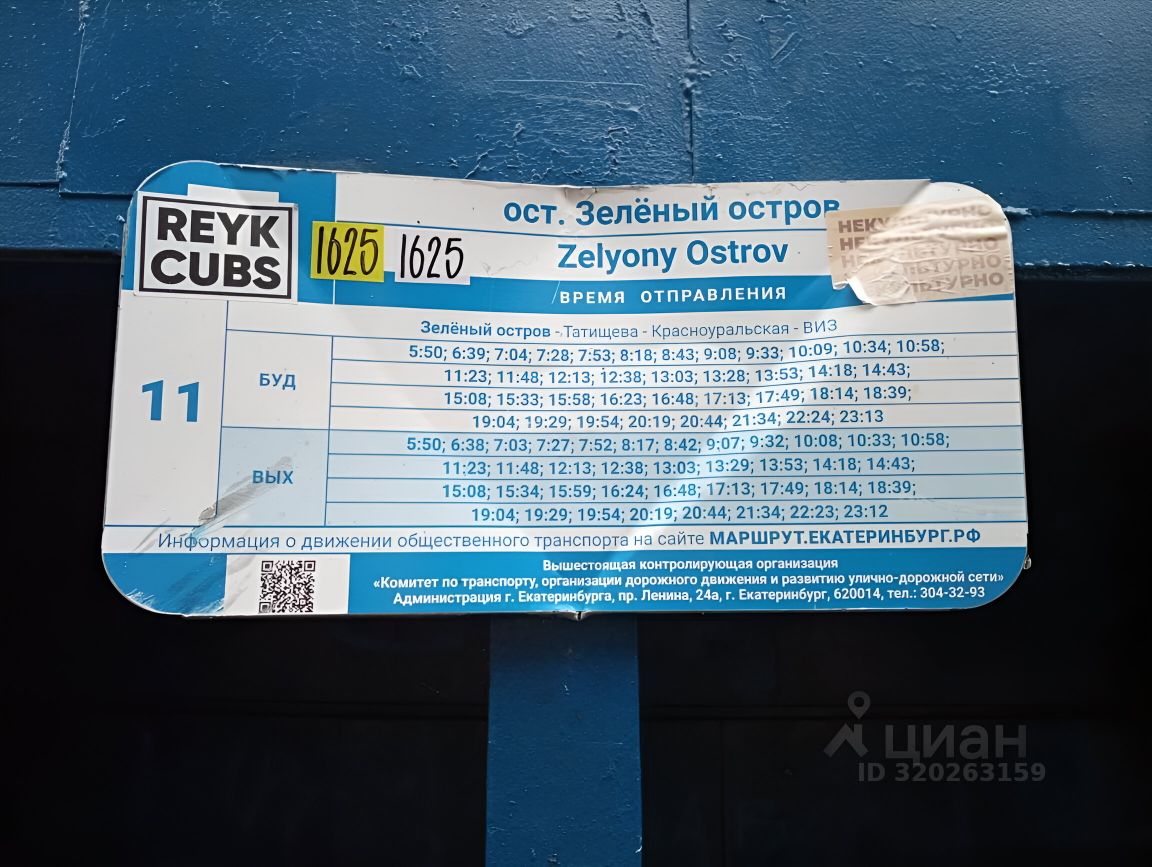 REYK
CUBS
1625
1625
ост. Зелёный остров
Zelyony Ostrov
ВРЕМЯ ОТПРАВЛЕНИЯ
НЕКУЛЬТУРНО
11
Зелёный остров - Татищева - Красноуральская - ВИЗ
БУД
5:50; 6:39; 7:04; 7:28; 7:53; 8:18; 8:43; 9:08; 9:33; 10:09; 10:34; 10:58;
11:23; 11:48; 12:13; 12:38; 13:03; 13:28; 13:53; 14:18; 14:43;
15:08; 15:33; 15:58; 16:23; 16:48; 17:13; 17:49; 18:14; 18:39;
19:04; 19:29; 19:54; 20:19; 20:44; 21:34; 22:24; 23:13
ВЫХ
5:50; 6:38; 7:03; 7:27; 7:52; 8:17; 8:42; 9:07; 9:32; 10:08; 10:33; 10:58;
11:23; 11:48; 12:13; 12:38; 13:03; 13:29; 13:53; 14:18; 14:43;
15:08; 15:34; 15:59; 16:24; 16:48; 17:13; 17:49; 18:14; 18:39;
19:04; 19:29; 19:54; 20:19; 20:44; 21:34; 22:23; 23:12
Информация о движении общественного транспорта на сайте МАРШРУТ.ЕКАТЕРИНБУРГ.РФ
Вышестоящая контролирующая организация
«Комитет по транспорту, организации дорожного движения и развитию улично-дорожной сети»
Администрация г. Екатеринбурга, пр. Ленина, 24а, г. Екатеринбург, 620014, тел.: 304-32-93
циан
ID 320263159